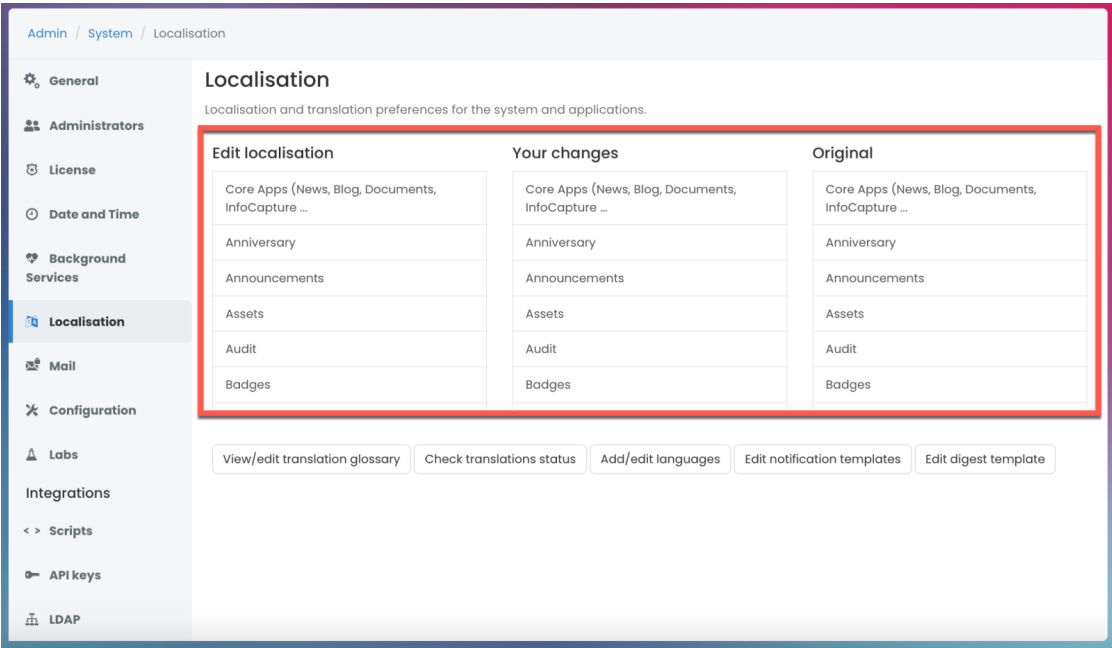 Admin / System / Localisation
General
Administrators
License
Date and Time
Background
Services
Localisation
Mail
Configuration
Labs
Integrations
< > Scripts
API keys
LDAP
Localisation
Localisation and translation preferences for the system and applications.
Edit localisation
Core Apps (News, Blog, Documents,
InfoCapture ...
Anniversary
Announcements
Assets
Audit
Badges
Your changes
Core Apps (News, Blog, Documents,
InfoCapture ...
Anniversary
Announcements
Assets
Audit
Badges
Original
Core Apps (News, Blog, Documents,
InfoCapture ...
Anniversary
Announcements
Assets
Audit
Badges
View/edit translation glossary
Check translations status
Add/edit languages
Edit notification templates
Edit digest template